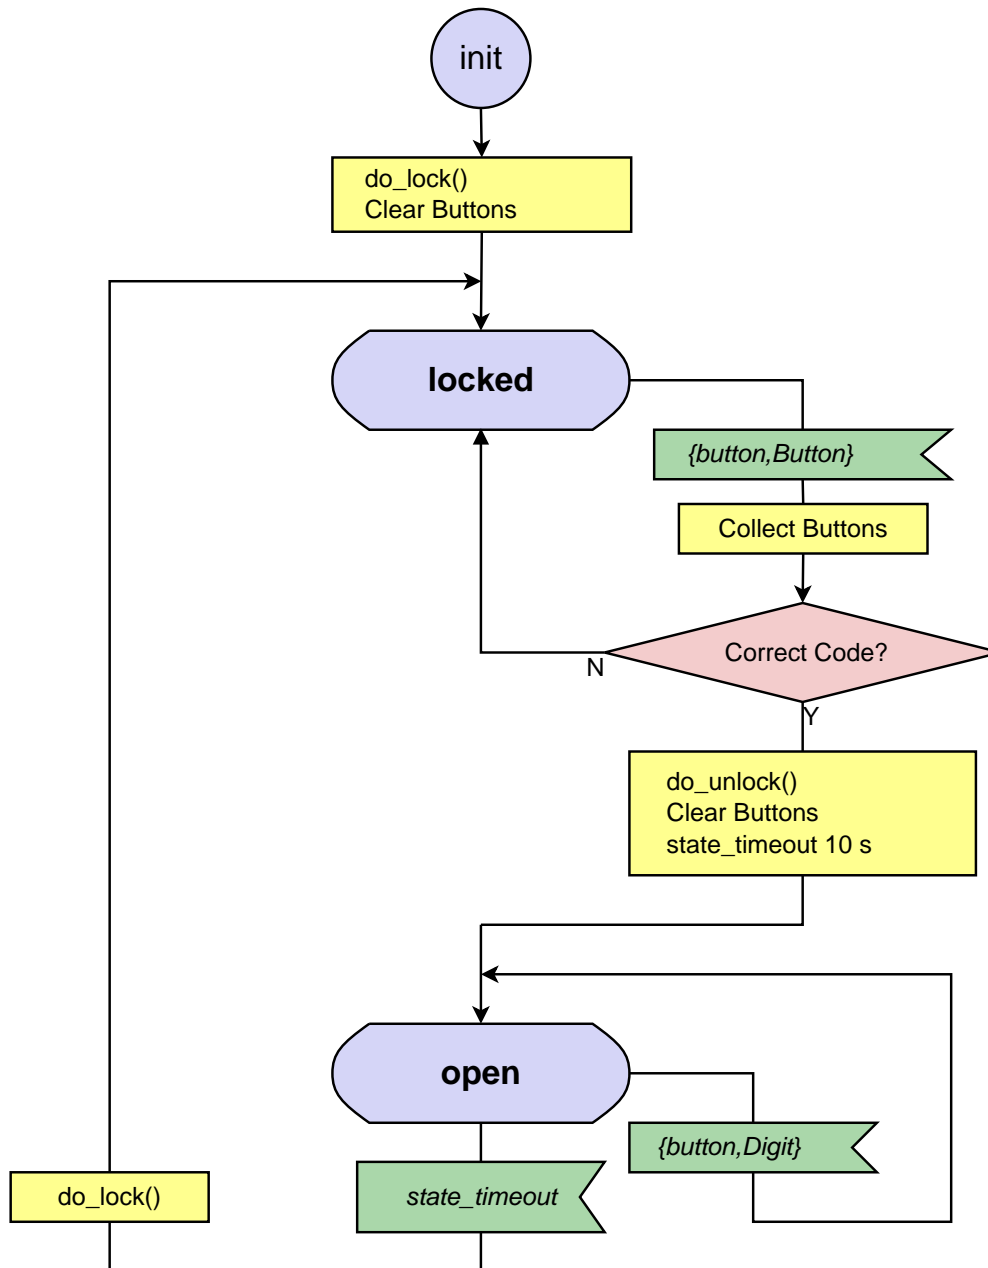 init
do_lock()
Clear Buttons
locked
{button,Button}
Collect Buttons
Correct Code?
N
Y
do_unlock()
Clear Buttons
state_timeout 10 s
open
{button,Digit}
do_lock()
state_timeout